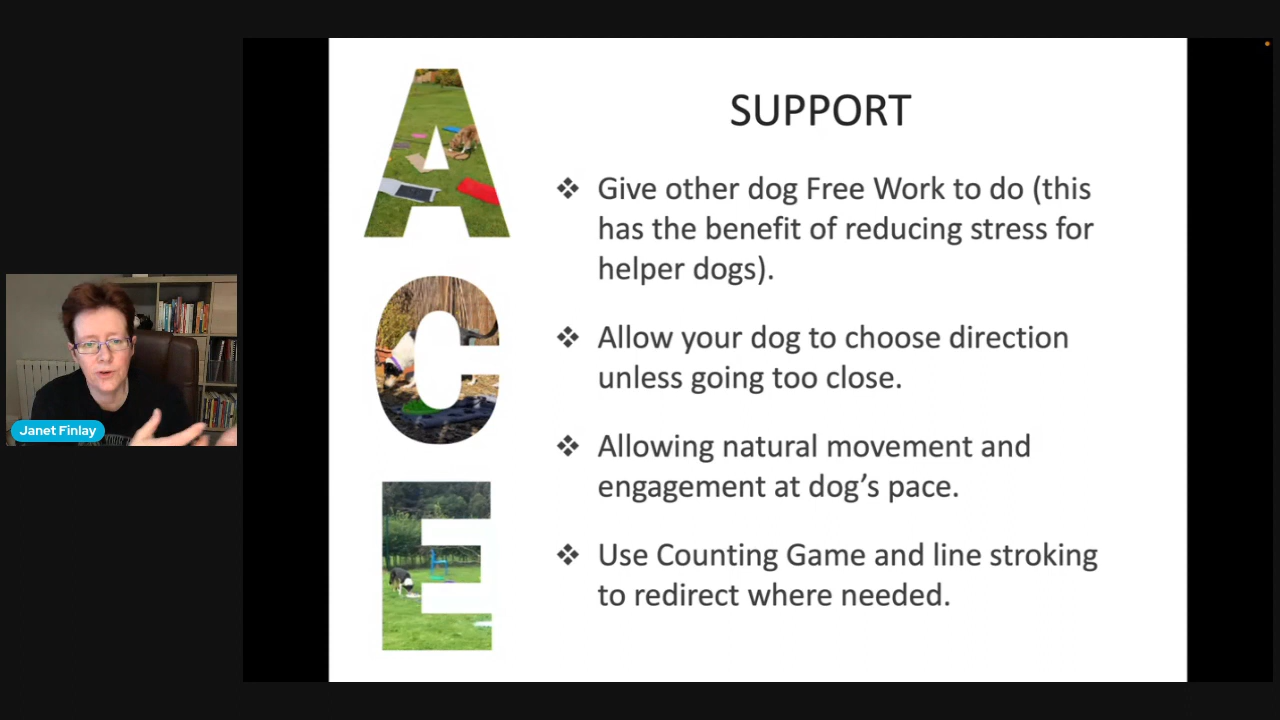 A
C
E
SUPPORT
❖ Give other dog Free Work to do (this
has the benefit of reducing stress for
helper dogs).
❖ Allow your dog to choose direction
unless going too close.
❖ Allowing natural movement and
engagement at dog’s pace.
❖ Use Counting Game and line stroking
to redirect where needed.
Janet Finlay